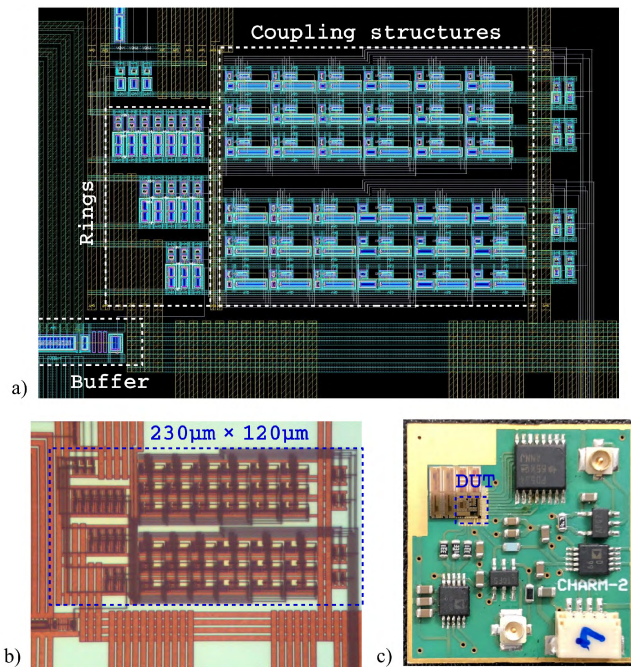 Coupling structures
Rings
Buffer
a)
230µm × 120µm
b)
DUT
CHARM-2
c)